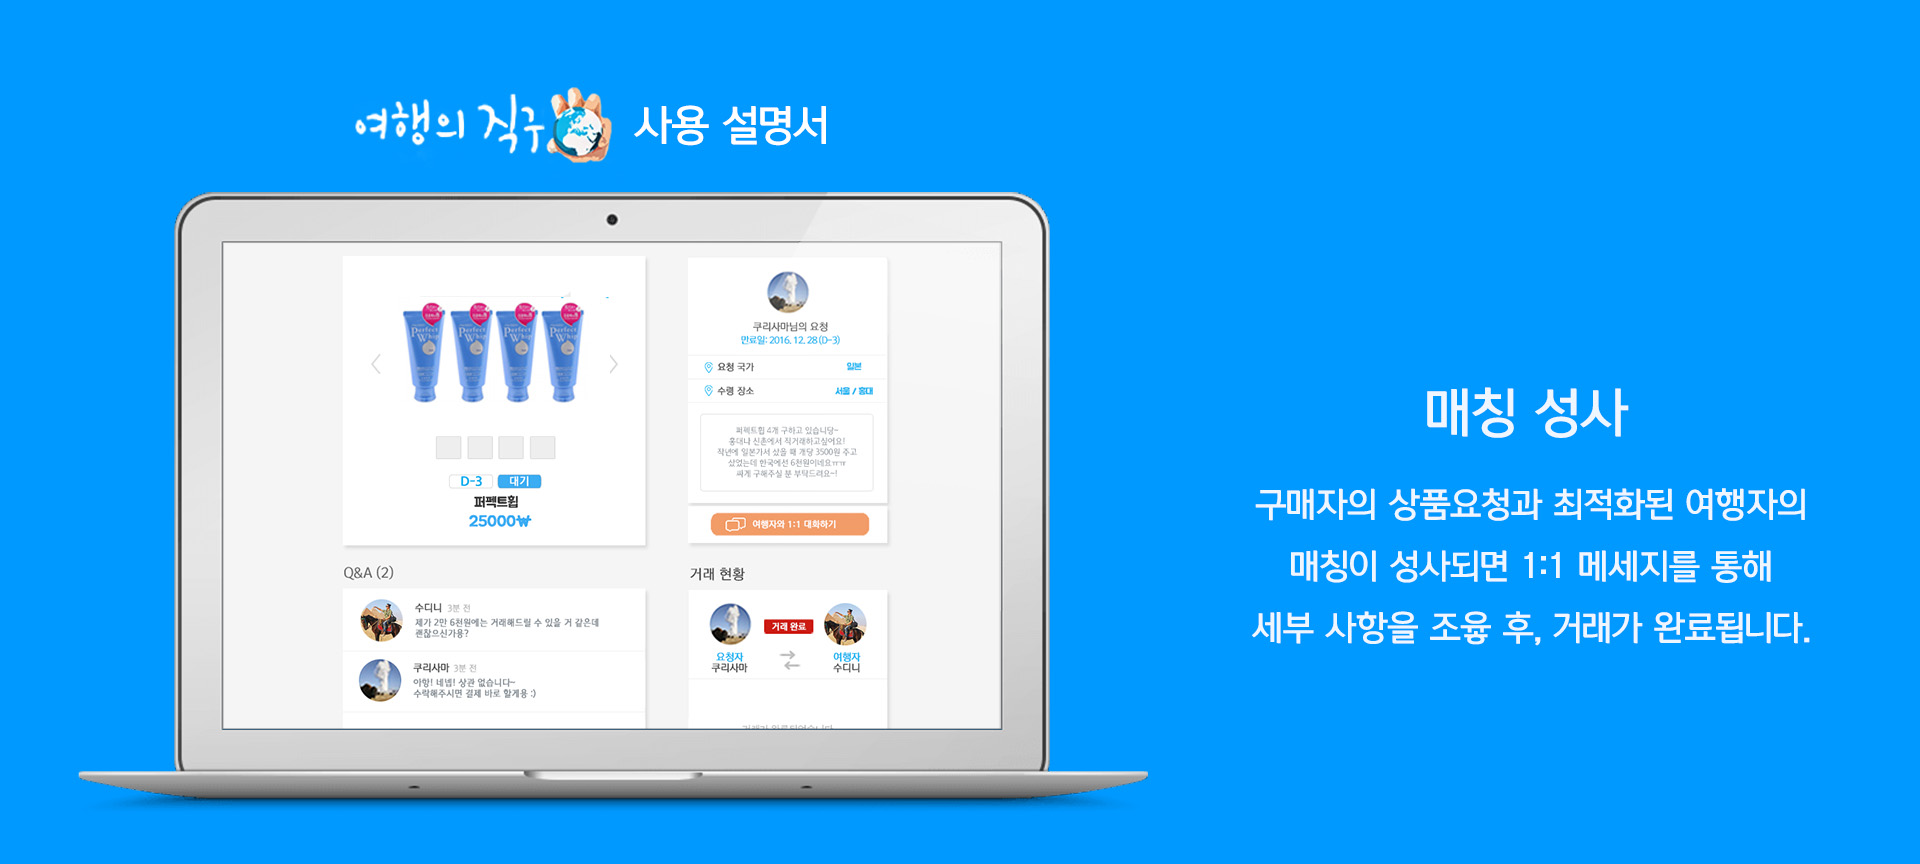 여행의 직구 사용 설명서
Perfect Whip
Perfect Whip
Perfect Whip
Perfect Whip
D-3 대기
퍼펙트휩
25000₩
쿠리사마님의 요청
만료일: 2016. 12. 28 (D-3)
요청 국가 일본
수령 장소 서울 / 홍대
퍼펙트휩 4개 구하고 있습니당~
홍대나 신촌에서 직거래하고싶어요!
작년에 일본가서 샀을 때 개당 3500원 주고
샀었는데 한국에선 6천원이네요ㅠㅠ
싸게 구해주실 분 부탁드려요~!
여행자와 1:1 대화하기
Q&A (2)
수디니 3분 전
제가 2만 6천원에는 거래해드릴 수 있을 거 같은데
괜찮으신가용?
쿠리사마 3분 전
아항! 네넵! 상관 없습니다~
수락해주시면 결제 바로 할게용 :)
거래 현황
거래 완료
요청자 여행자
쿠리사마 수디니
매칭 성사
구매자의 상품요청과 최적화된 여행자의
매칭이 성사되면 1:1 메세지를 통해
세부 사항을 조율 후, 거래가 완료됩니다.